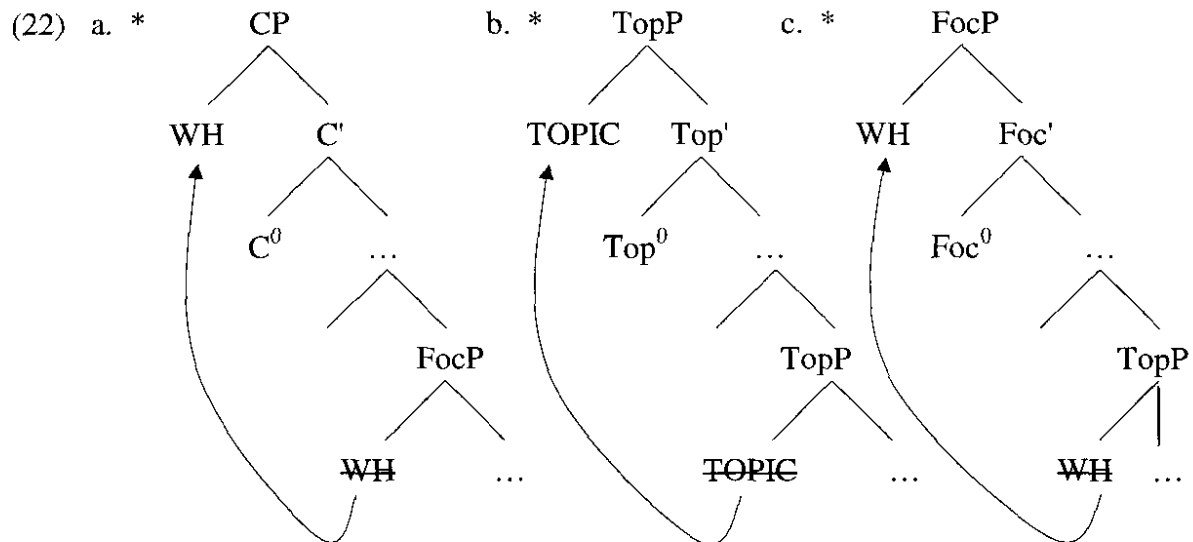 (22) a. * CP b. * TopP c. * FocP
WH C' TOPIC Top' WH Foc'
C⁰ … Top⁰ … Foc⁰ …
FocP TopP TopP
WH … TOPIC … WH …